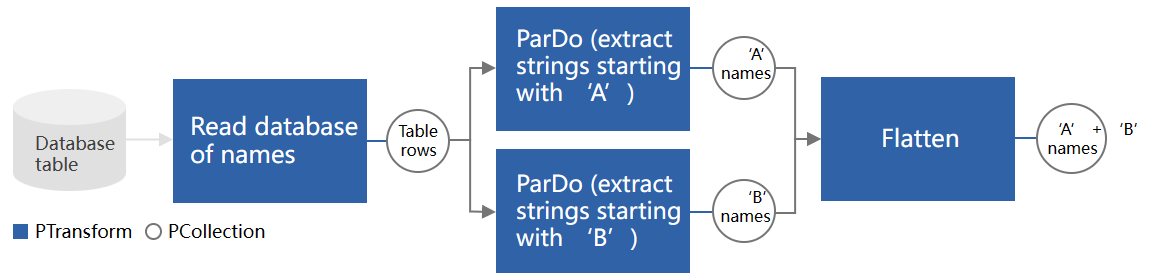 Database
table
Read database
of names
Table
rows
ParDo (extract
strings starting
with ‘A’ )
‘A’
names
ParDo (extract
strings starting
with ‘B’ )
‘B‘
names
Flatten
‘A’ + ‘B’
names
PTransform
PCollection